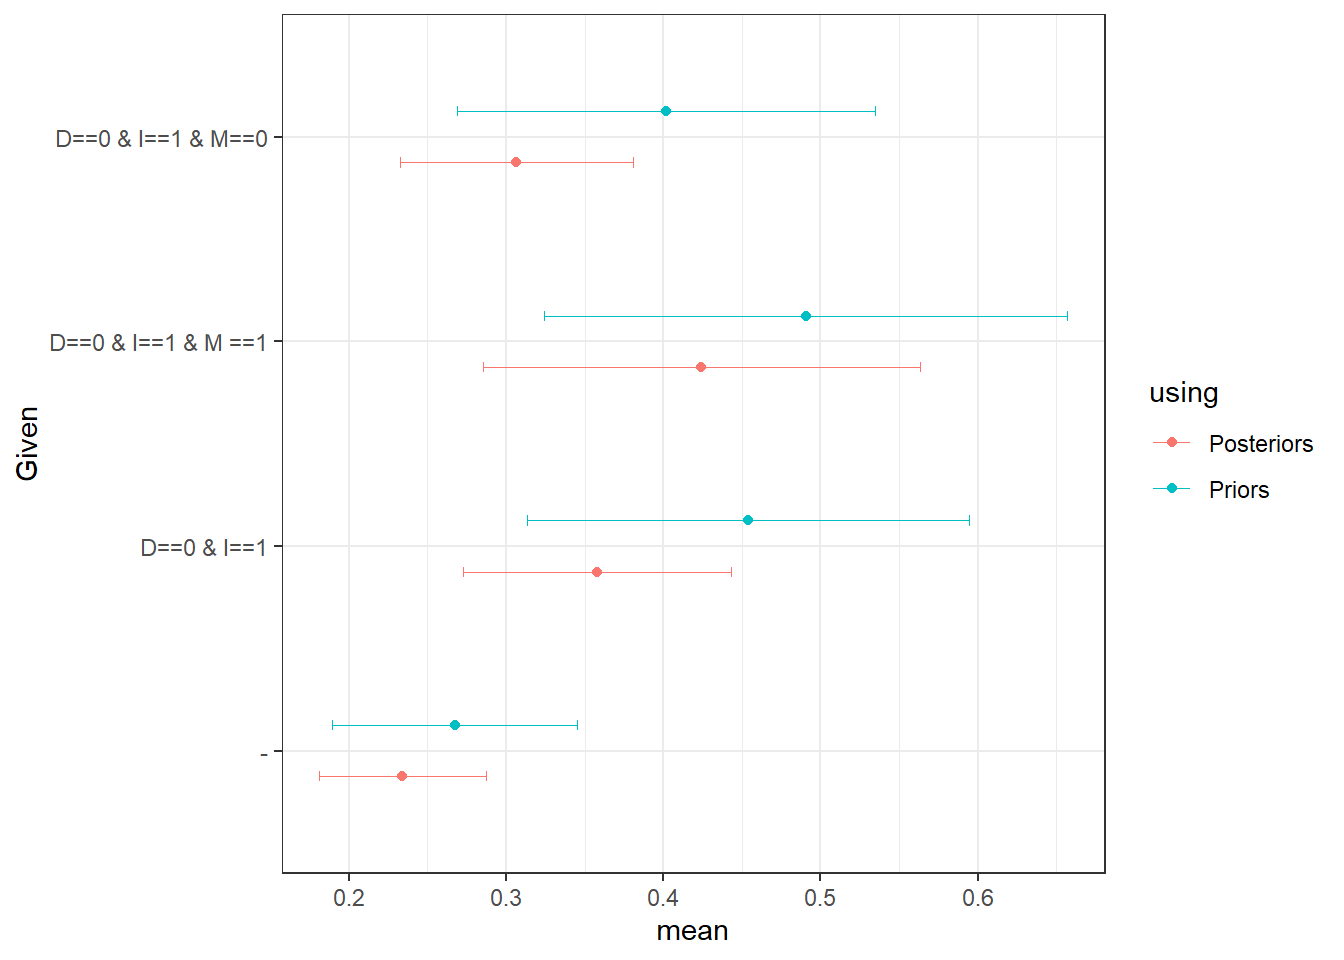 D==0 & I==1 & M==0
D==0 & I==1 & M ==1
D==0 & I==1
-
Given
0.2 0.3 0.4 0.5 0.6
mean
using
Posteriors
Priors